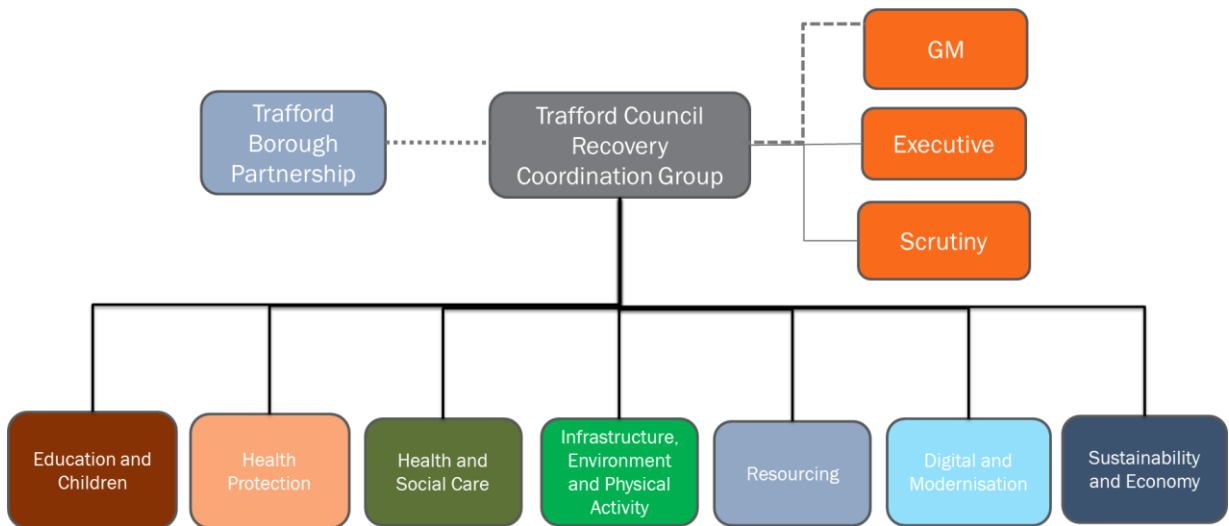 GM
Trafford
Borough
Partnership
Trafford Council
Recovery
Coordination Group
Executive
Scrutiny
Education and
Children
Health
Protection
Health and
Social Care
Infrastructure,
Environment
and Physical
Activity
Resourcing
Digital and
Modernisation
Sustainability
and Economy